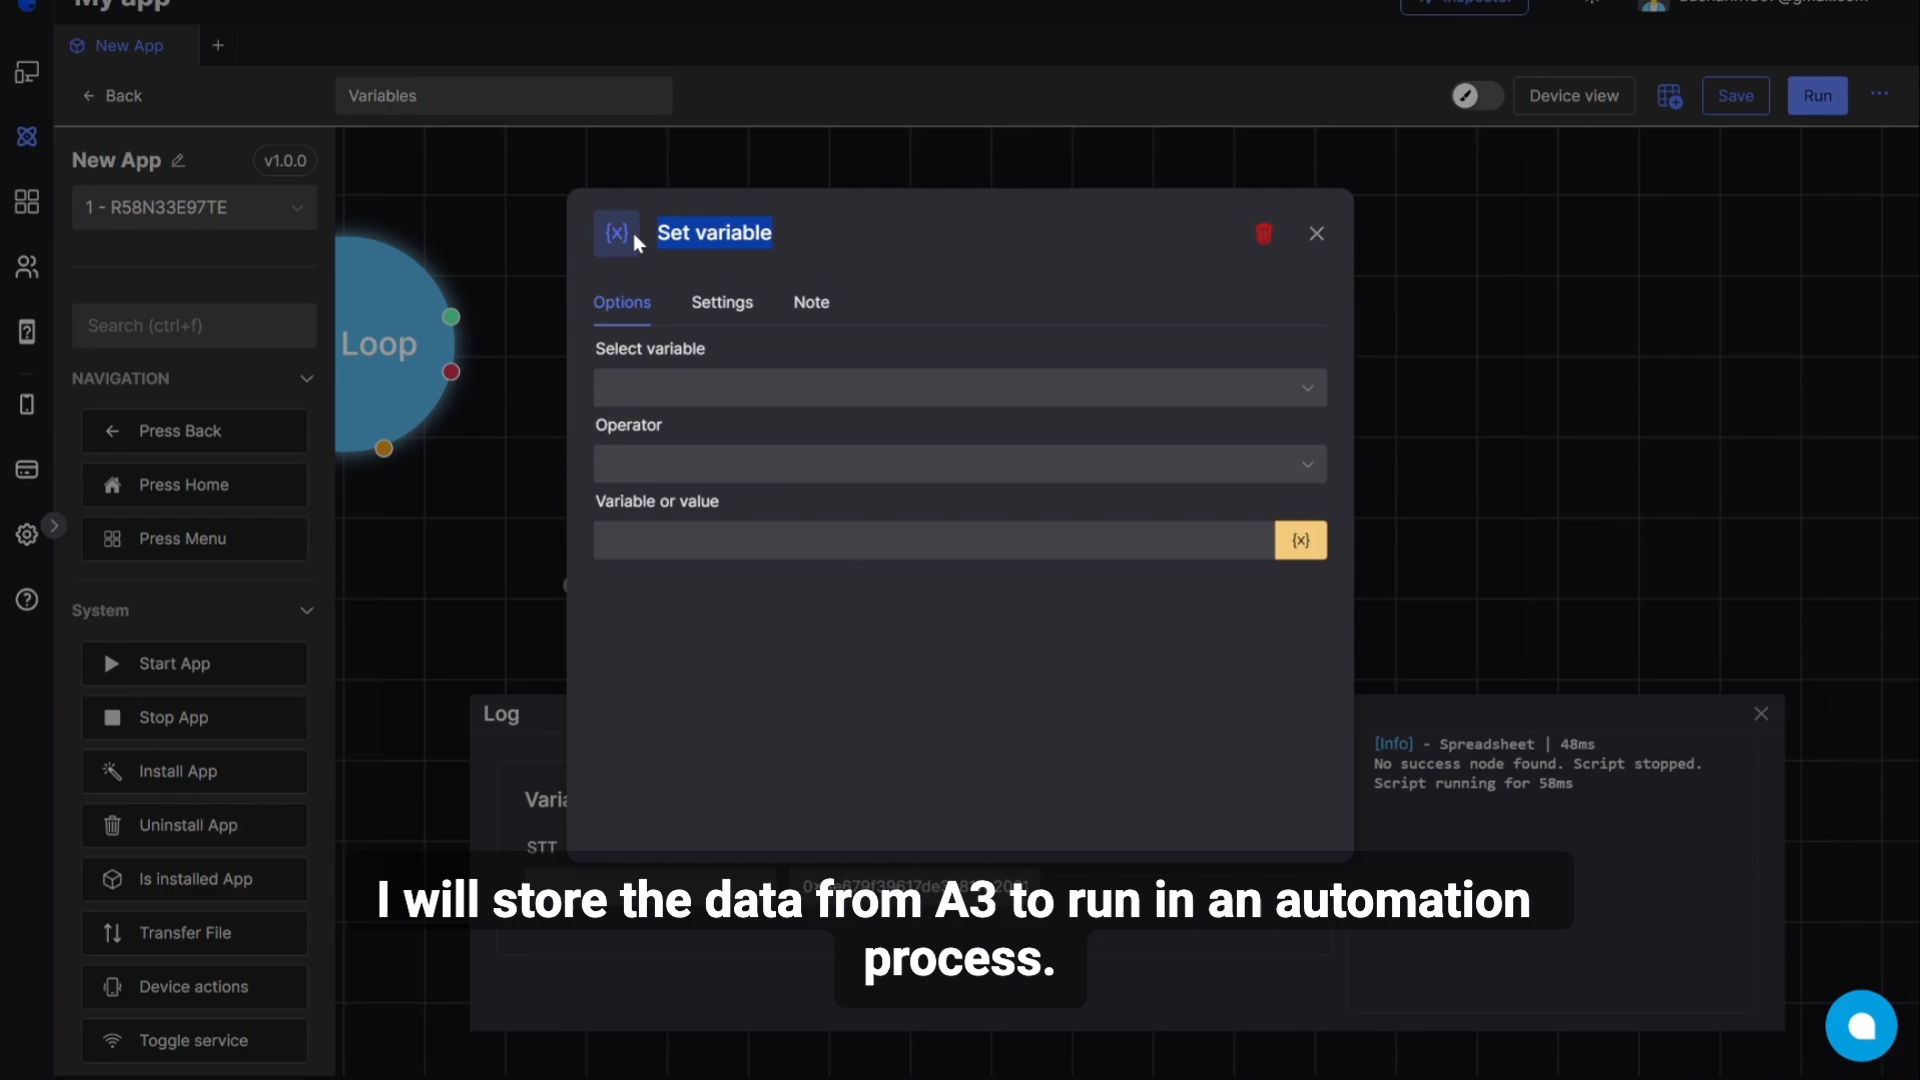 My app
Inspector
New App
+
Back
Variables
Device view
Save
Run
New App
v1.0.0
1 - R58N33E97TE
Search (ctrl+f)
NAVIGATION
Press Back
Press Home
Press Menu
System
Start App
Stop App
Install App
Uninstall App
Is installed App
Transfer File
Device actions
Toggle service
Loop
{x}
Set variable
Options
Settings
Note
Select variable
Operator
Variable or value
{x}
Log
[Info] - Spreadsheet | 48ms
No success node found. Script stopped.
Script running for 58ms
STT
I will store the data from A3 to run in an automation
process.